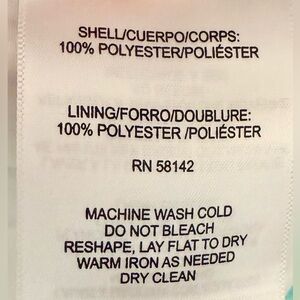 SHELL/CUERPO/CORPS:
100% POLYESTER/POLIÉSTER
LINING/FORRO/DOUBLURE:
100% POLYESTER /POLIÉSTER
RN 58142
MACHINE WASH COLD
DO NOT BLEACH
RESHAPE, LAY FLAT TO DRY
WARM IRON AS NEEDED
DRY CLEAN